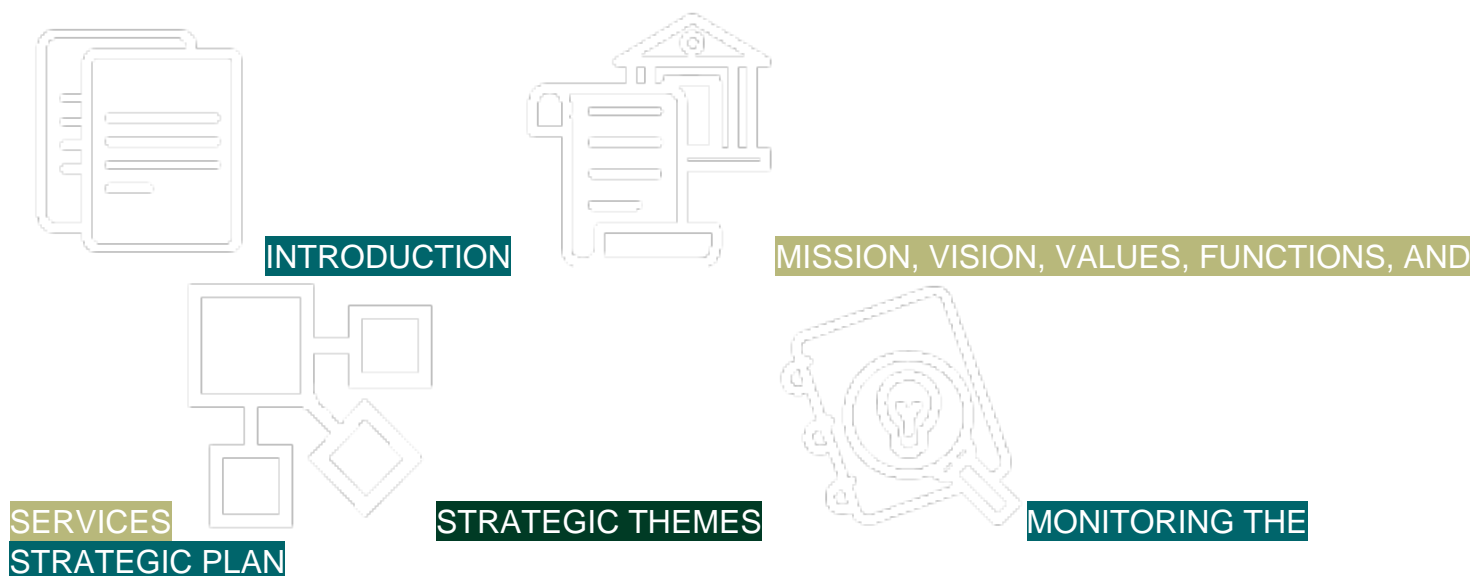 INTRODUCTION MISSION, VISION, VALUES, FUNCTIONS, AND
SERVICES STRATEGIC THEMES MONITORING THE
STRATEGIC PLAN